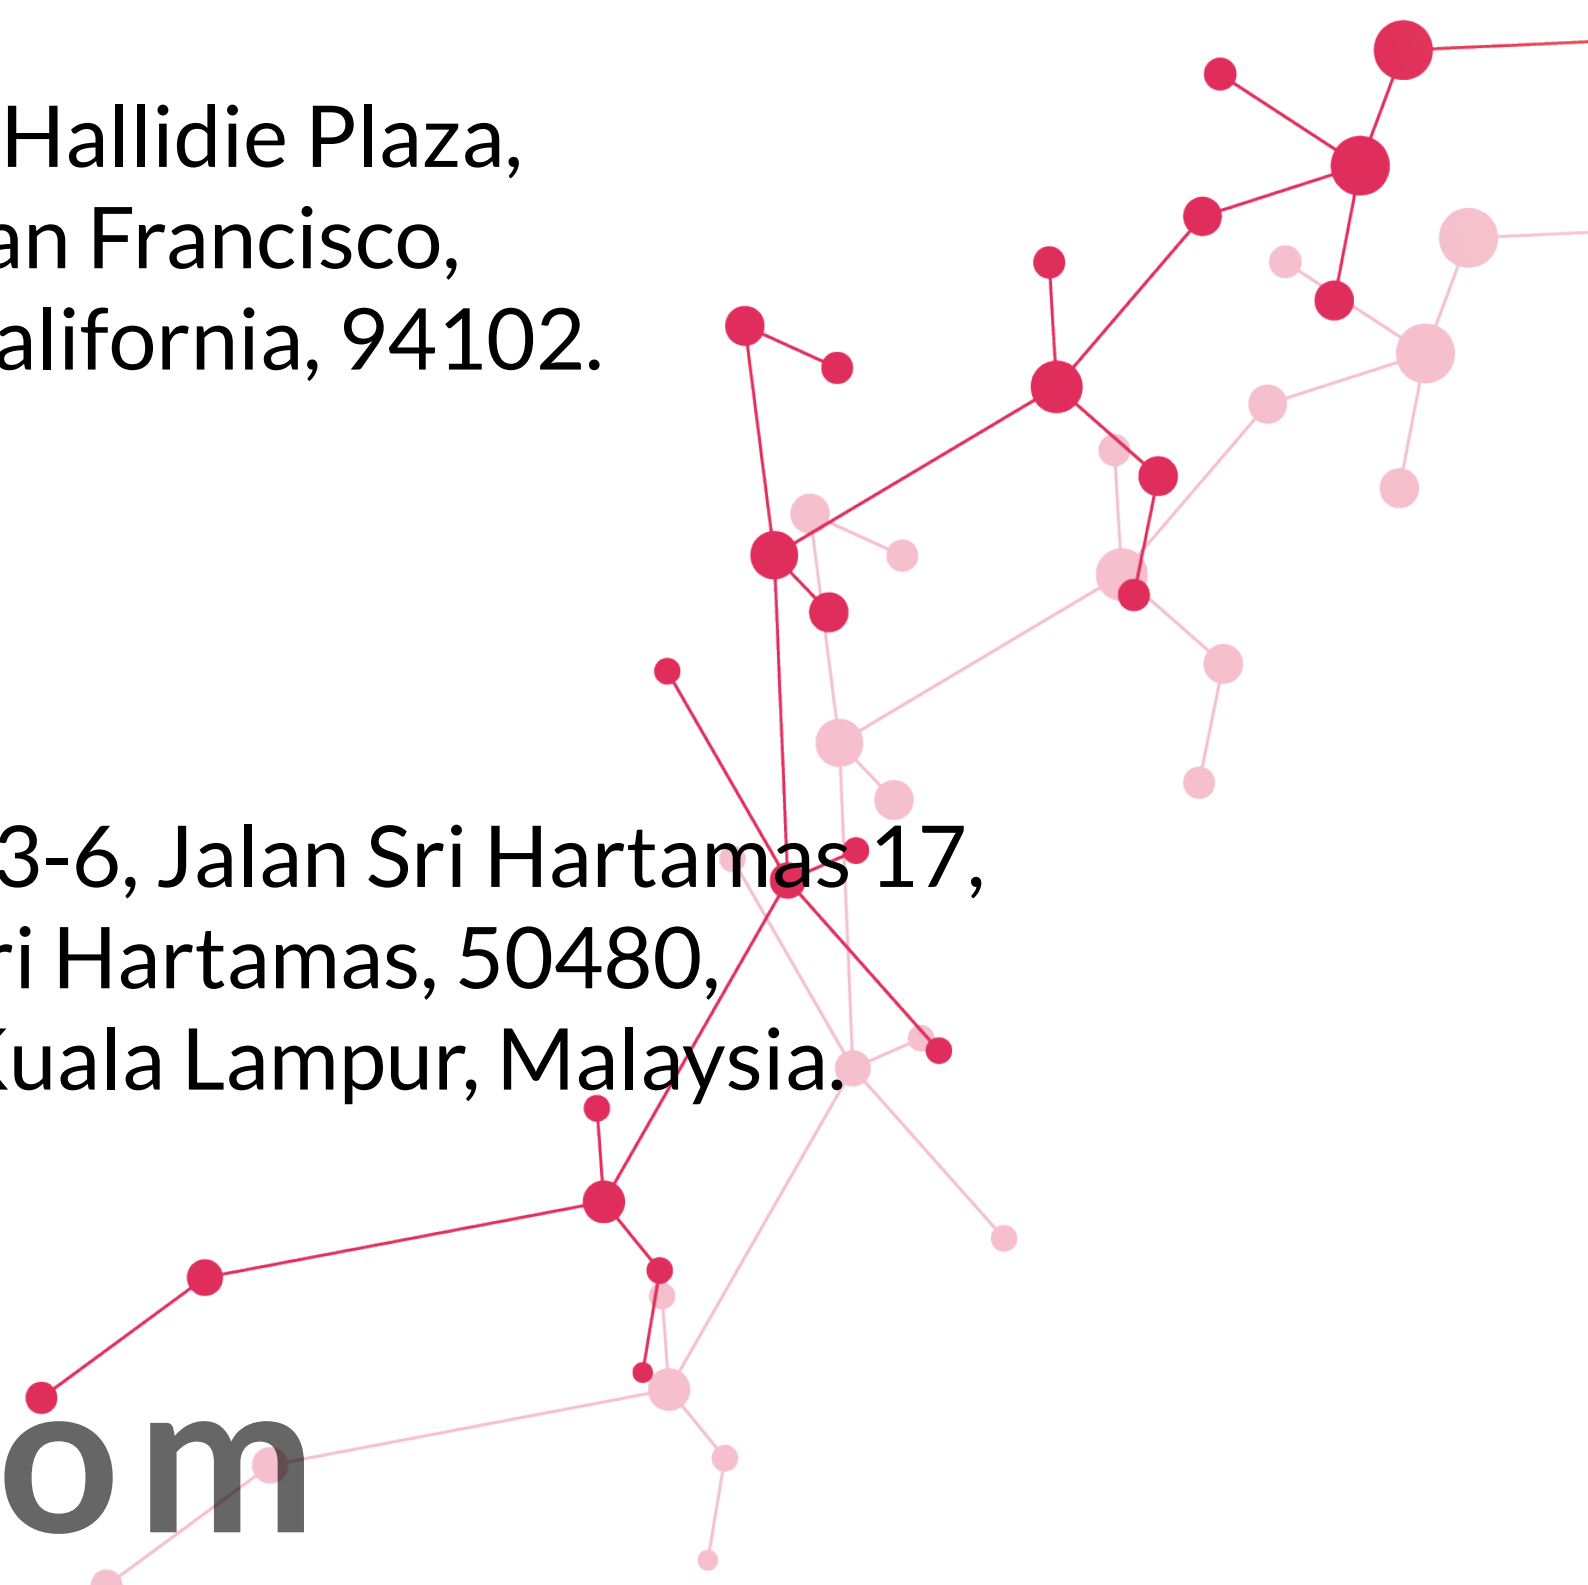 Hallidie Plaza,
an Francisco,
alifornia, 94102.
3-6, Jalan Sri Hartamas 17,
ri Hartamas, 50480,
Kuala Lampur, Malaysia.
om